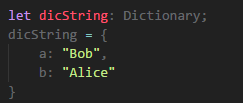 let dicString: Dictionary;
dicString = {
    a: "Bob",
    b: "Alice"
}